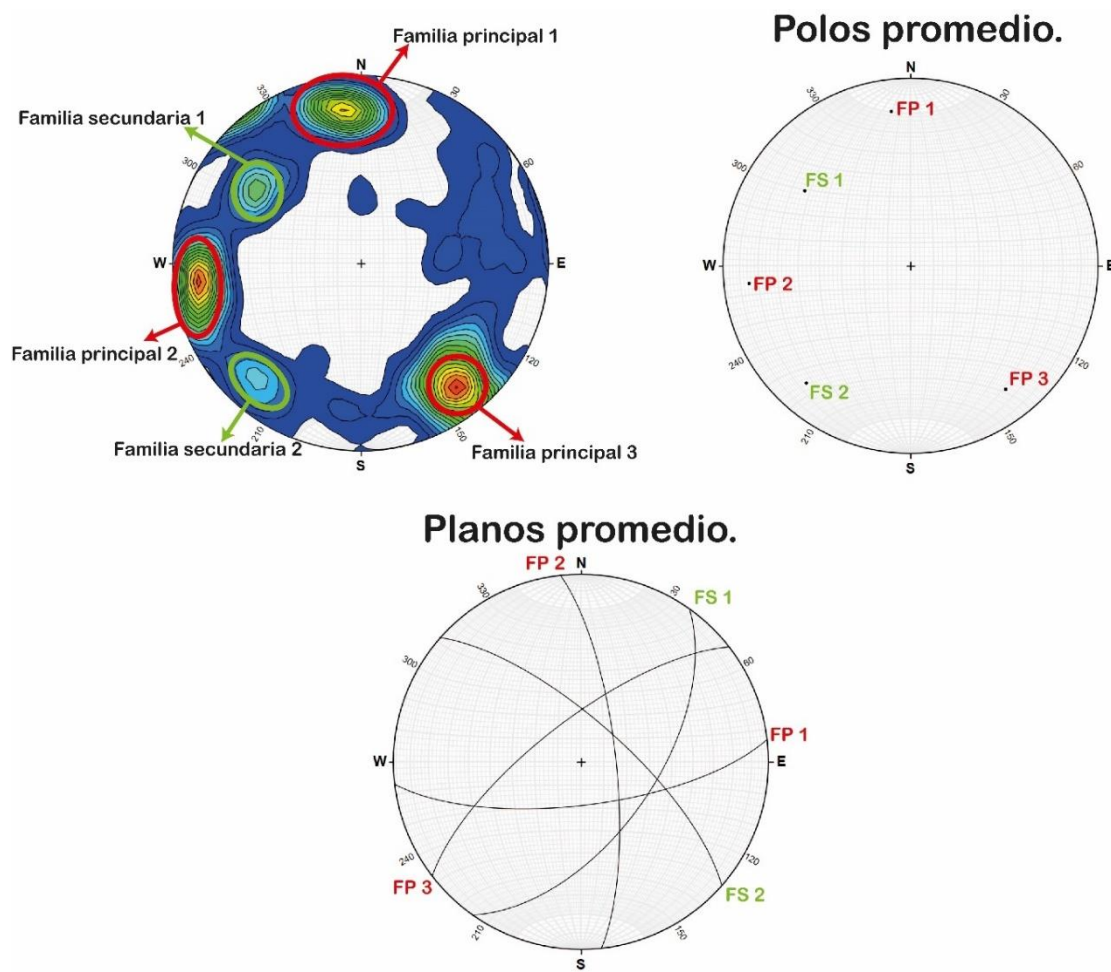 Familia principal 1
Polos promedio.
N
N
330
30
330
30
Familia secundaria 1
FP 1
300
60
300
60
FS 1
W
E
W
E
FP 2
Familia principal 2
240
120
240
120
FP 3
FS 2
210
150
210
150
Familia secundaria 2
Familia principal 3
S
S
Planos promedio.
FP 2
N
330
30
FS 1
300
60
FP 1
W
E
240
120
FP 3
FS 2
210
150
S